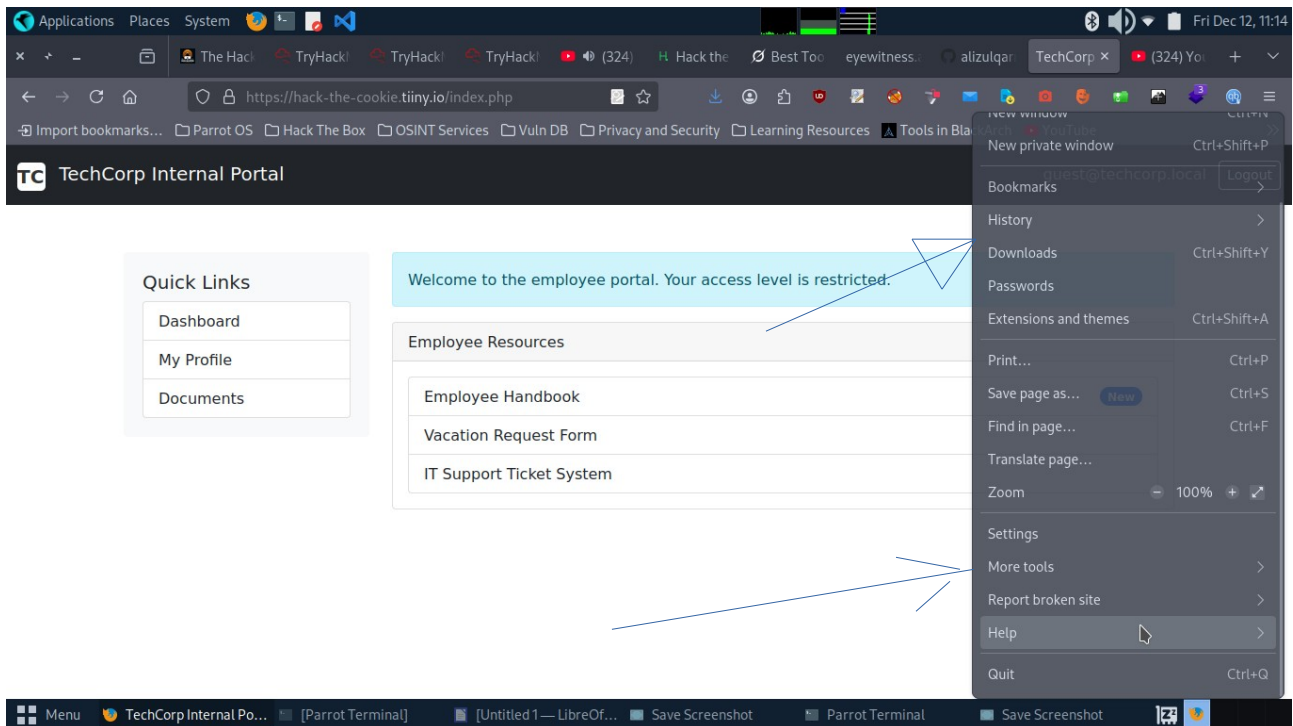 Applications Places System Fri Dec 12, 11:14
The Hack TryHack TryHack TryHack (324) Hack the Best Too eyewitness. alizulqar TechCorp × (324) Yo
https://hack-the-cookie.tiiny.io/index.php 3
Import bookmarks... Parrot OS Hack The Box OSINT Services Vuln DB Privacy and Security Learning Resources Tools in BlackArch YouTube
TC TechCorp Internal Portal guest@techcorp.local Logout
Quick Links
Dashboard
My Profile
Documents
Welcome to the employee portal. Your access level is restricted.
Employee Resources
Employee Handbook New
Vacation Request Form
IT Support Ticket System
New window Ctrl+N
New private window Ctrl+Shift+P
Bookmarks
History
Downloads Ctrl+Shift+Y
Passwords
Extensions and themes Ctrl+Shift+A
Print... Ctrl+P
Save page as... Ctrl+S
Find in page... Ctrl+F
Translate page...
Zoom − 100% +
Settings
More tools
Report broken site
Help
Quit Ctrl+Q
Menu TechCorp Internal Po... [Parrot Terminal] [Untitled 1 — LibreOf... Save Screenshot Parrot Terminal Save Screenshot